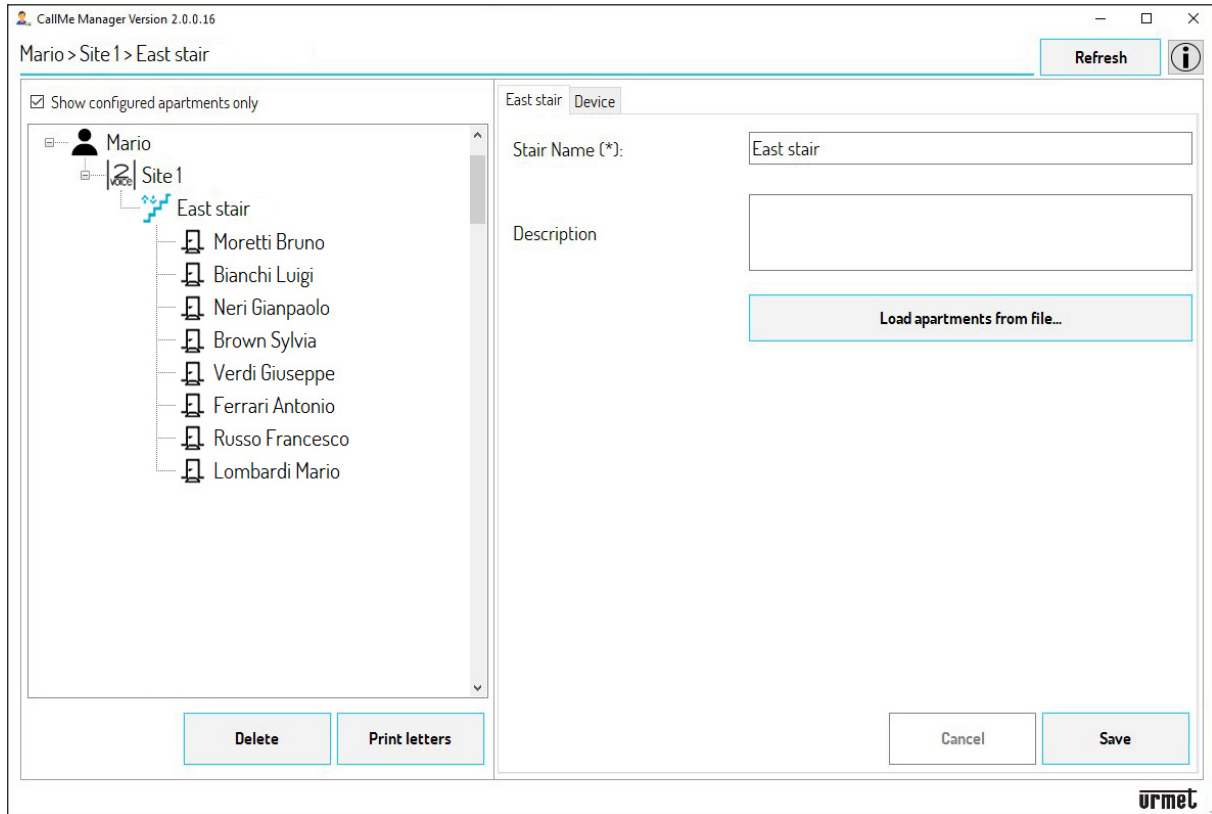 CallMe Manager Version 2.0.0.16
Mario > Site 1 > East stair
Refresh
i
Show configured apartments only
Mario
2 VOICE Site 1
East stair
Moretti Bruno
Bianchi Luigi
Neri Gianpaolo
Brown Sylvia
Verdi Giuseppe
Ferrari Antonio
Russo Francesco
Lombardi Mario
Delete
Print letters
East stair Device
Stair Name (*): East stair
Description
Load apartments from file...
Cancel
Save
urmet